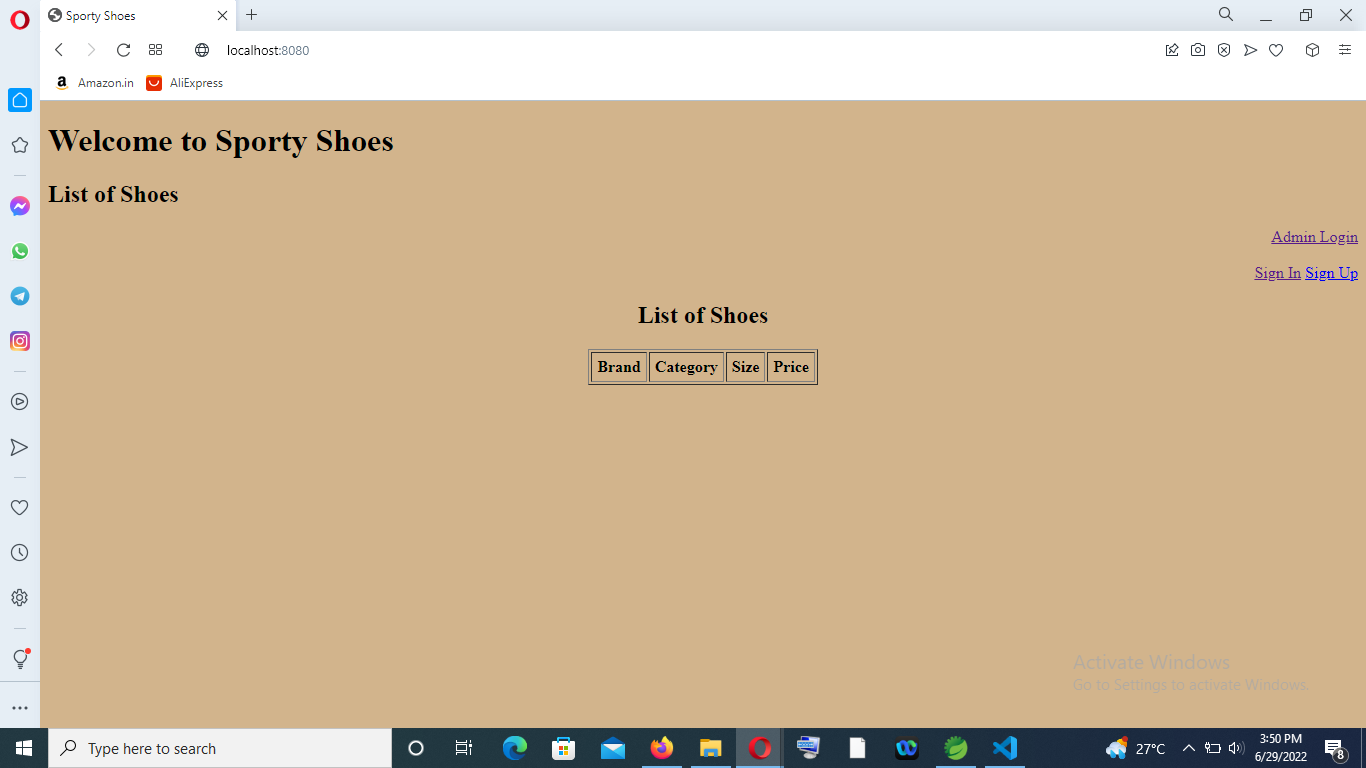 Sporty Shoes
localhost:8080
a Amazon.in AliExpress
Welcome to Sporty Shoes
List of Shoes
Admin Login
Sign In Sign Up
List of Shoes
Brand Category Size Price
Activate Windows
Go to Settings to activate Windows.
Type here to search
27°C
3:50 PM
6/29/2022
8